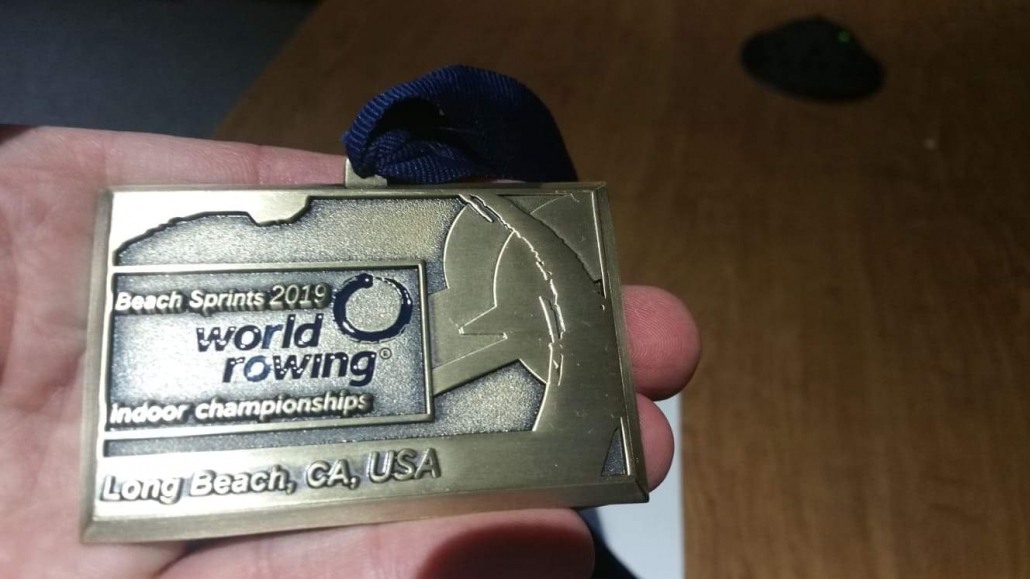 Beach Sprints 2019
world
rowing®
indoor championships
Long Beach, CA, USA